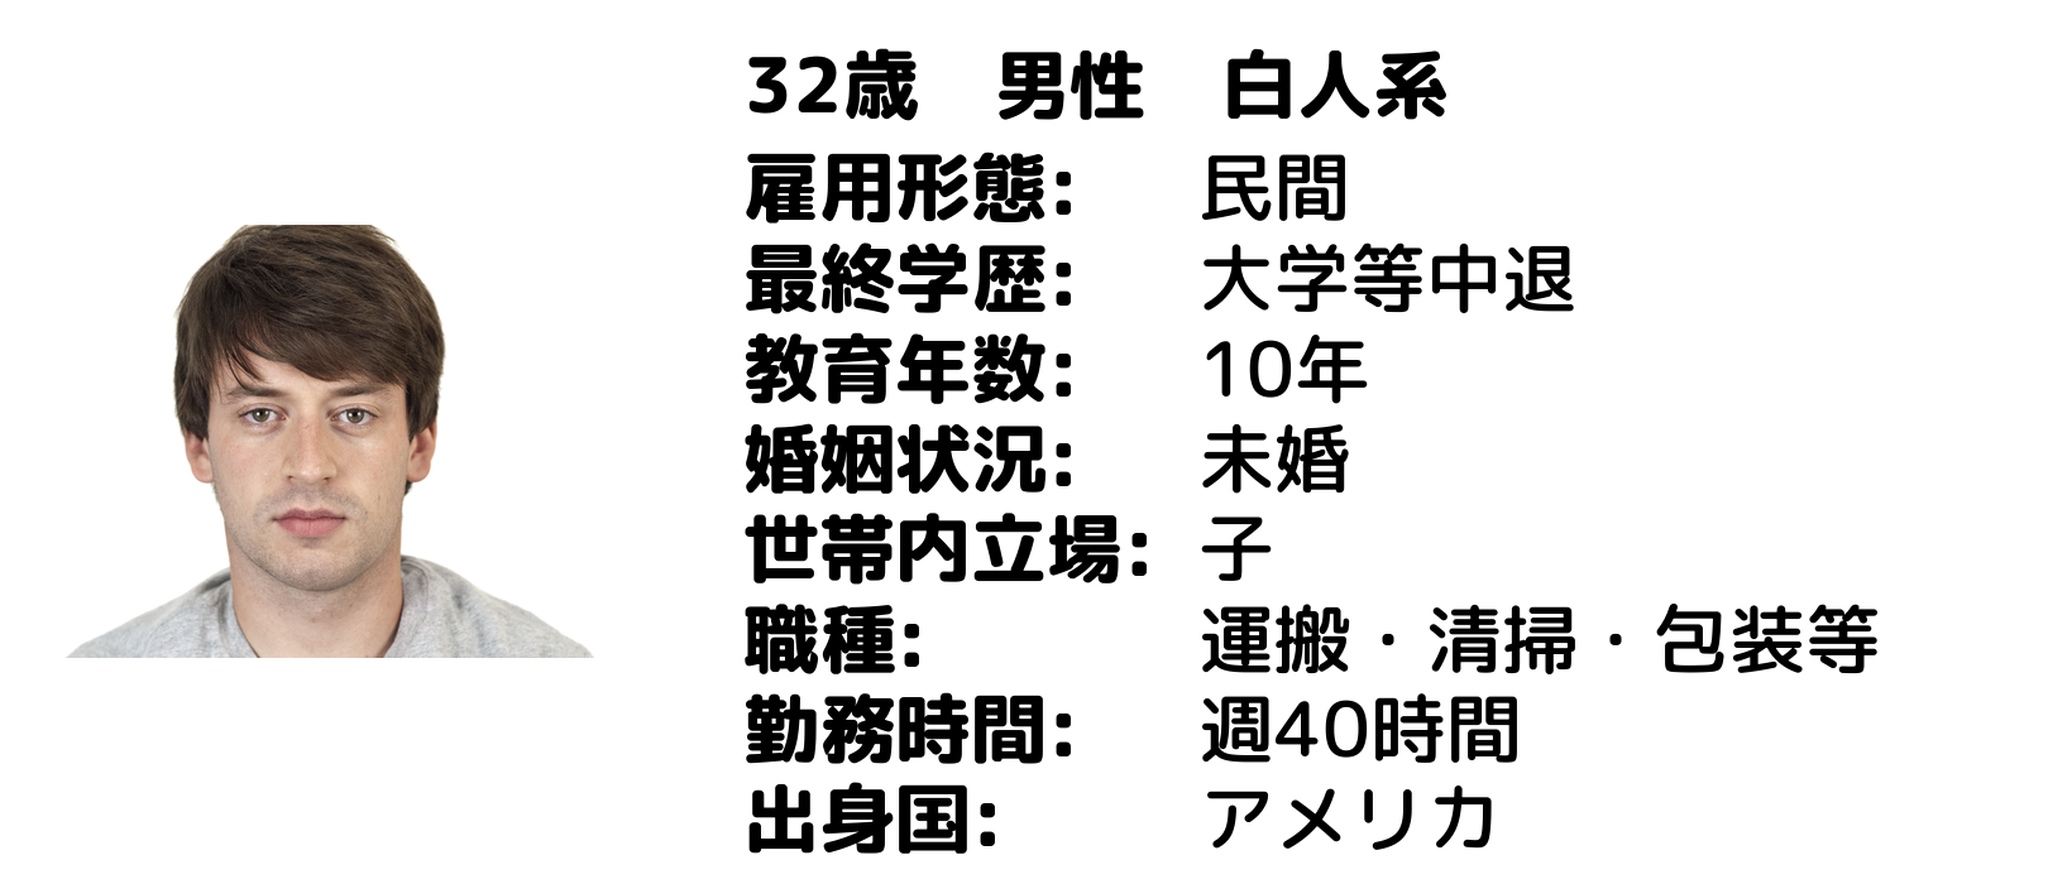 32歳　男性　白人系
雇用形態: 民間
最終学歴: 大学等中退
教育年数: 10年
婚姻状況: 未婚
世帯内立場: 子
職種: 運搬・清掃・包装等
勤務時間: 週40時間
出身国: アメリカ